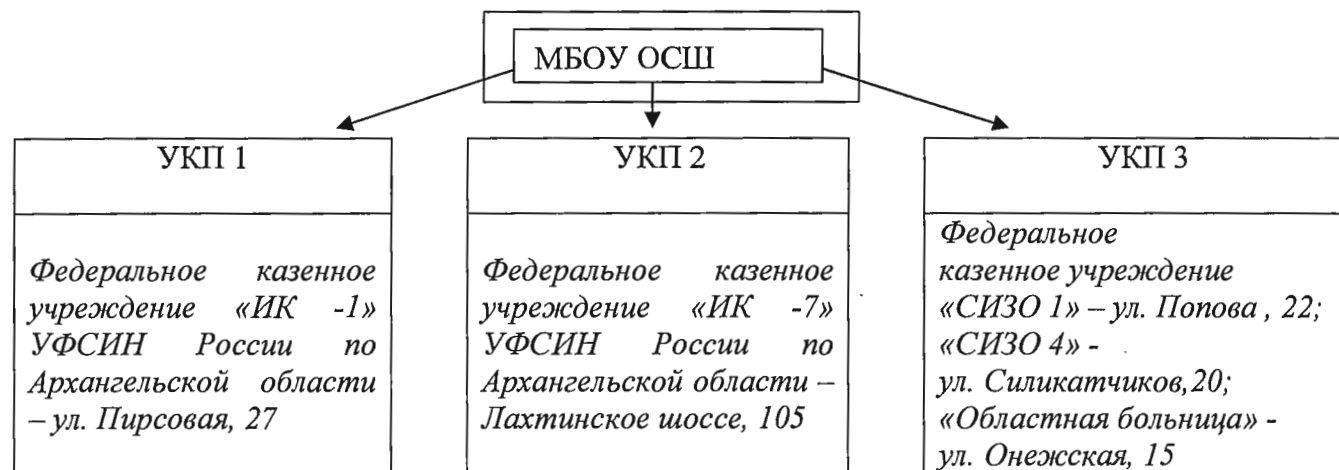 МБОУ ОСШ
УКП 1
Федеральное казенное
учреждение «ИК -1»
УФСИН России по
Архангельской области
– ул. Пирсовая, 27
УКП 2
Федеральное казенное
учреждение «ИК -7»
УФСИН России по
Архангельской области –
Лахтинское шоссе, 105
УКП 3
Федеральное
казенное учреждение
«СИЗО 1» – ул. Попова , 22;
«СИЗО 4» -
ул. Силикатчиков,20;
«Областная больница» -
ул. Онежская, 15